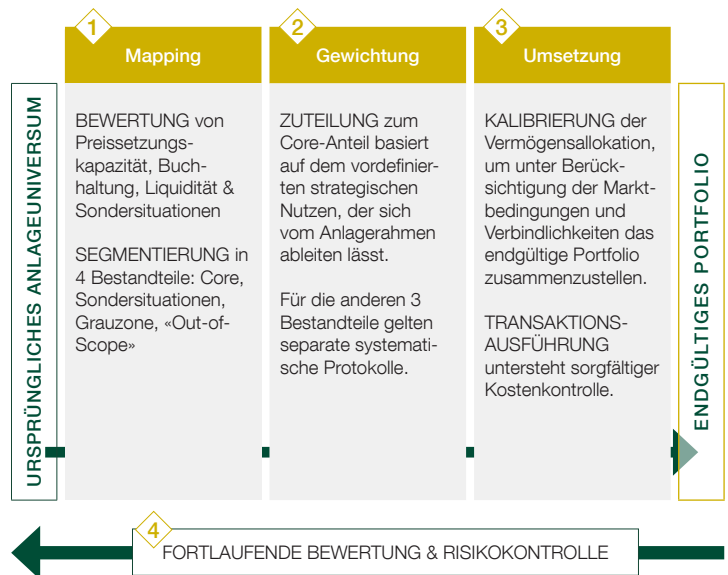 URSPRÜNGLICHES ANLAGEUNIVERSUM
1
Mapping
BEWERTUNG von
Preissetzungs-
kapazität, Buch-
haltung, Liquidität &
Sondersituationen
SEGMENTIERUNG in
4 Bestandteile: Core,
Sondersituationen,
Grauzone, «Out-of-
Scope»
2
Gewichtung
ZUTEILUNG zum
Core-Anteil basiert
auf dem vordefinier-
ten strategischen
Nutzen, der sich
vom Anlagerahmen
ableiten lässt.
Für die anderen 3
Bestandteile gelten
separate systemati-
sche Protokolle.
3
Umsetzung
KALIBRIERUNG der
Vermögensallokation,
um unter Berück-
sichtigung der Markt-
bedingungen und
Verbindlichkeiten das
endgültige Portfolio
zusammenzustellen.
TRANSAKTIONS-
AUSFÜHRUNG
untersteht sorgfältiger
Kostenkontrolle.
ENDGÜLTIGES PORTFOLIO
4
FORTLAUFENDE BEWERTUNG & RISIKOKONTROLLE